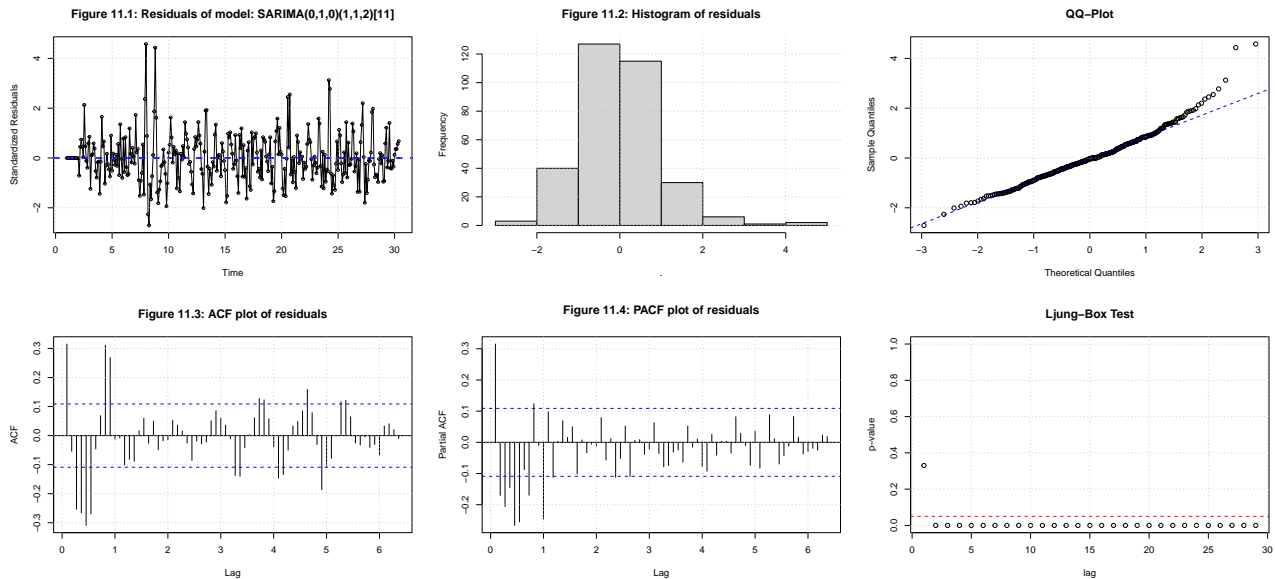 Figure 11.1: Residuals of model: SARIMA(0,1,0)(1,1,2)[11]
Standardized Residuals
4
2
0
−2
0 5 10 15 20 25 30
Time
Figure 11.2: Histogram of residuals
Frequency
120
100
80
60
40
20
0
−2 0 2 4
.
QQ−Plot
Sample Quantiles
4
2
0
−2
−3 −2 −1 0 1 2 3
Theoretical Quantiles
Figure 11.3: ACF plot of residuals
ACF
0.3
0.2
0.1
0.0
−0.1
−0.2
−0.3
0 1 2 3 4 5 6
Lag
Figure 11.4: PACF plot of residuals
Partial ACF
0.3
0.2
0.1
0.0
−0.1
−0.2
0 1 2 3 4 5 6
Lag
Ljung−Box Test
p−value
1.0
0.8
0.6
0.4
0.2
0.0
0 5 10 15 20 25 30
lag